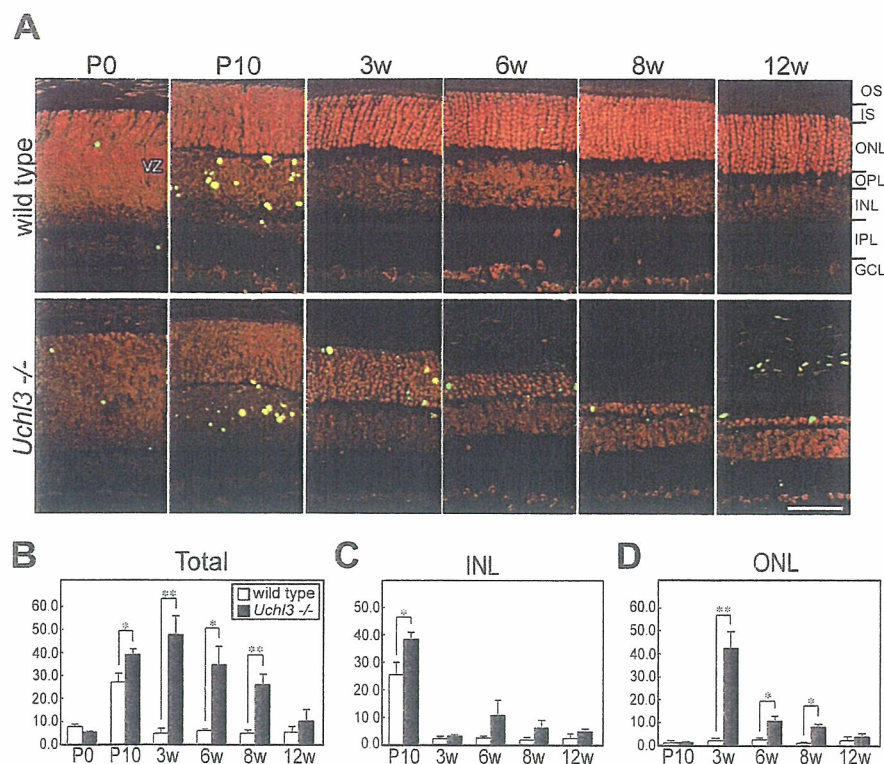 A
P0 P10 3w 6w 8w 12w
wild type
VZ
OS
IS
ONL
OPL
INL
IPL
GCL
Uchl3 -/-
B Total
wild type
Uchl3 -/-
60.0
50.0
40.0
30.0
20.0
10.0
0.0
* ** * **
P0 P10 3w 6w 8w 12w
C INL
50.0
40.0
30.0
20.0
10.0
0.0
*
P10 3w 6w 8w 12w
D ONL
60.0
50.0
40.0
30.0
20.0
10.0
0.0
** * *
P10 3w 6w 8w 12w